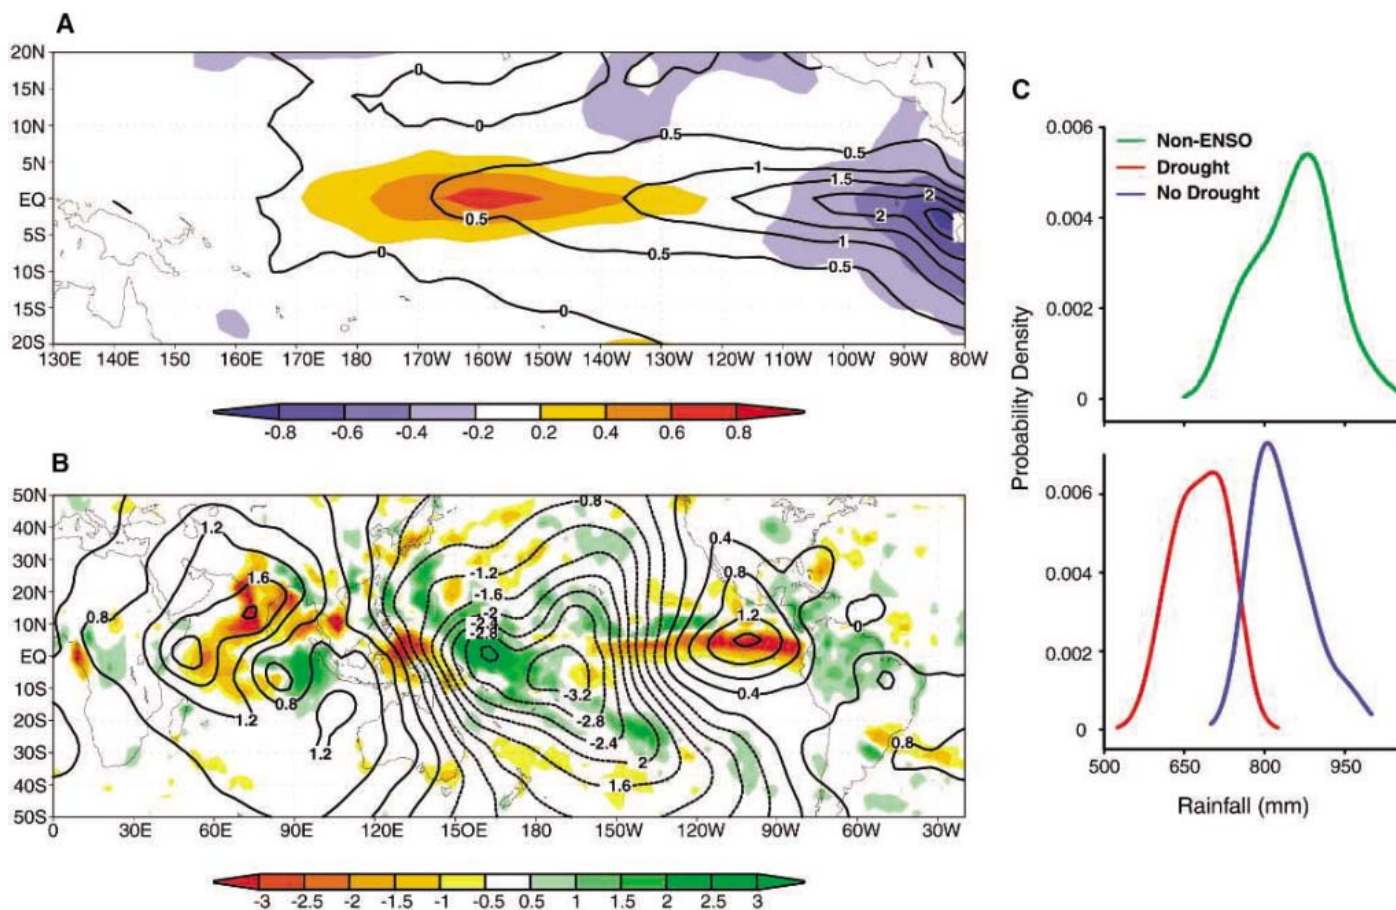 A
20N
15N
10N
5N
EQ
5S
10S
15S
20S
130E 140E 150 160E 170E 180 170W 160W 150W 140W 130W 120W 110W 100W 90W 80W
0
0
0.5
0.5
1
1.5
2
2
0.5
1
0.5
0.5
0
0
-0.8 -0.6 -0.4 -0.2 0.2 0.4 0.6 0.8
B
50N
40N
30N
20N
10N
EQ
10S
20S
30S
40S
50S
0 30E 60E 90E 120E 150E 180 150W 120W 90W 60W 30W
-0.8
1.2
0.4
-1.2
0.8
1.6
-1.6
-2
-2.4
-2.8
1.2
0.8
0
-3.2
0.8
0.4
1.2
-2.8
1.2
-2.4
0.8
2
1.6
-3 -2.5 -2 -1.5 -1 -0.5 0.5 1 1.5 2 2.5 3
C
Non-ENSO
Drought
No Drought
0.006
0.004
0.002
0
Probability Density
0.006
0.004
0.002
0
500 650 800 950
Rainfall (mm)